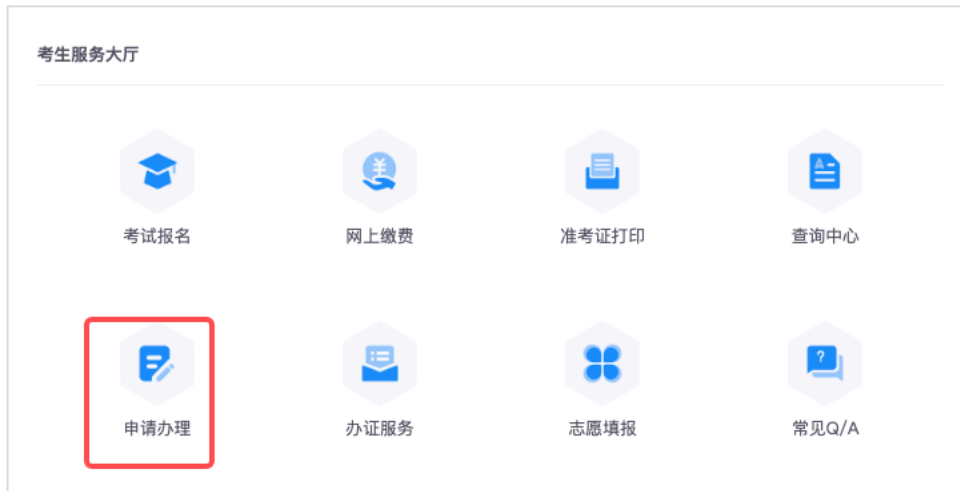 考生服务大厅
考试报名
网上缴费
准考证打印
查询中心
申请办理
办证服务
志愿填报
常见Q/A